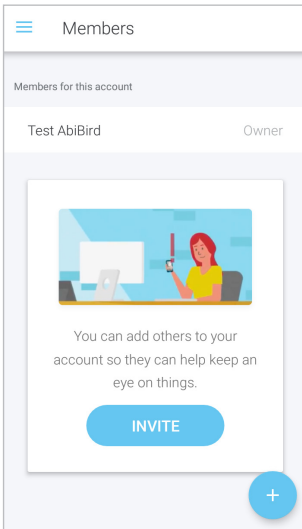 Members
Members for this account
Test AbiBird Owner
You can add others to your
account so they can help keep an
eye on things.
INVITE
+